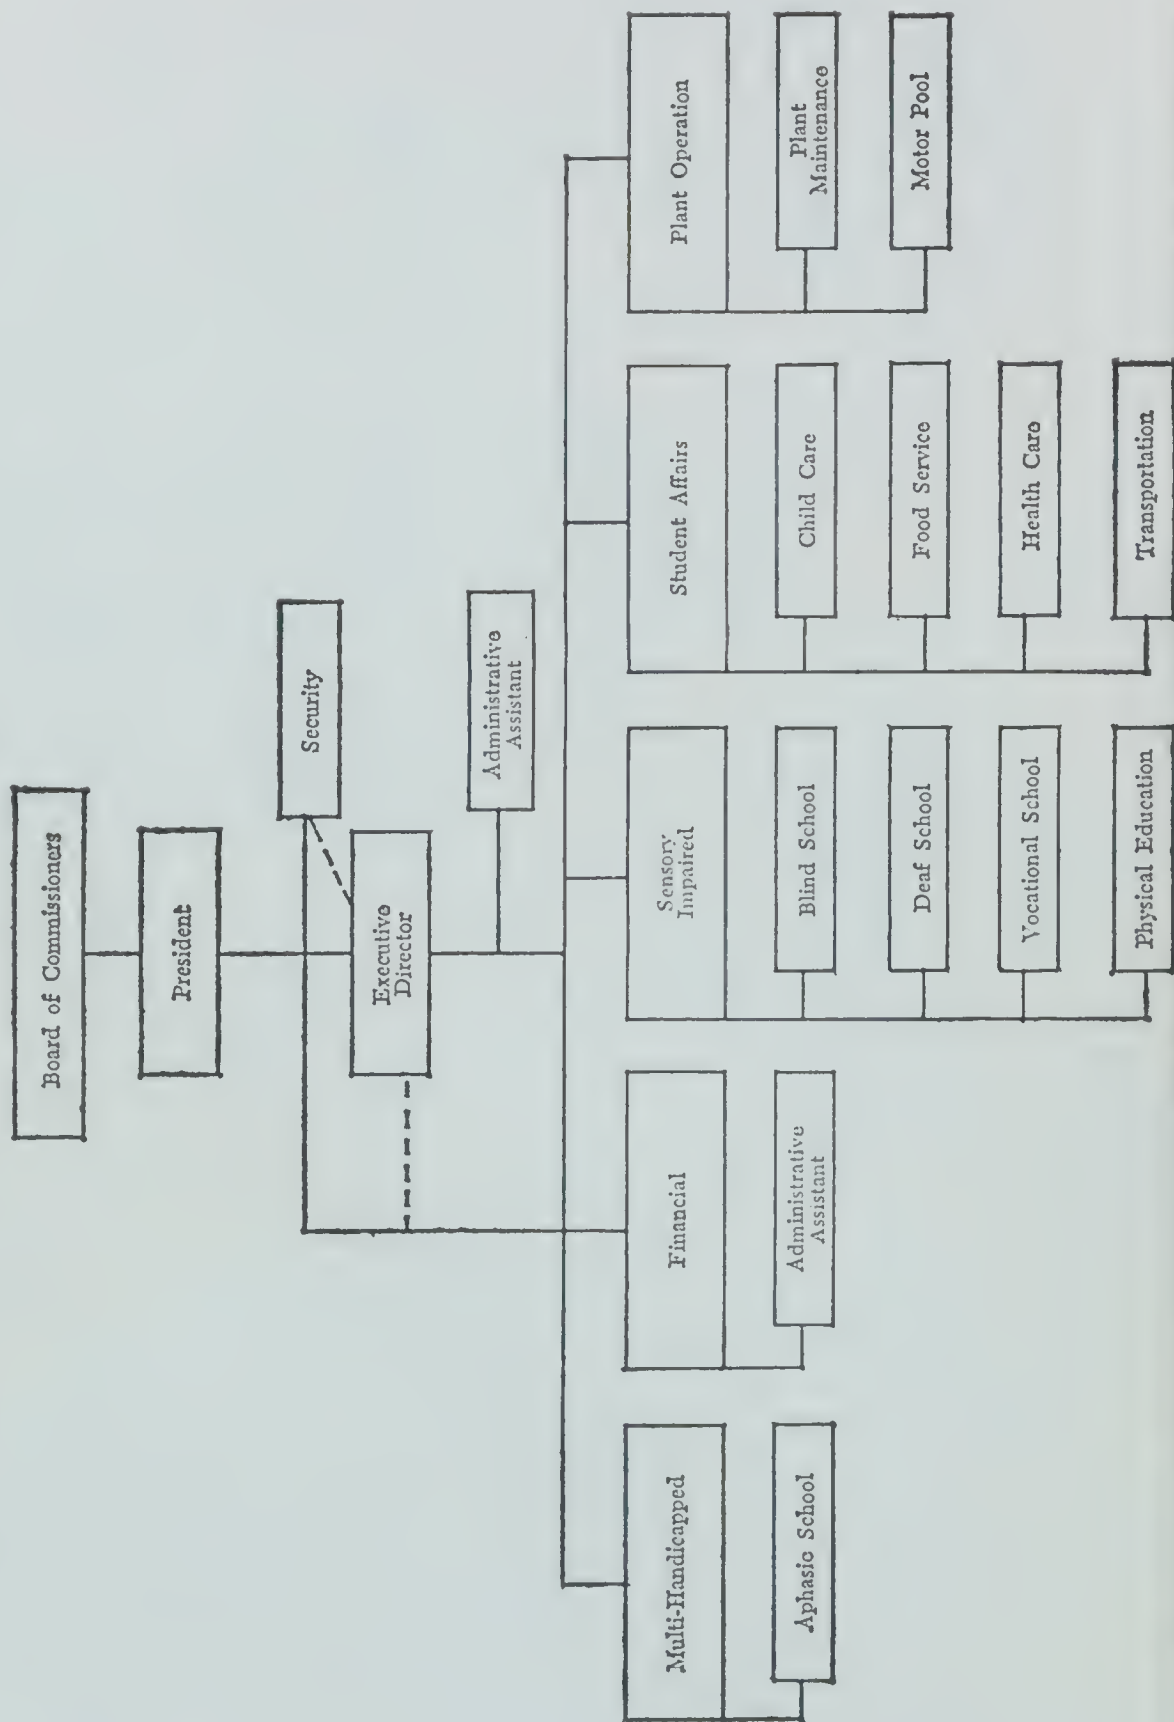 Board of Commissioners
President
Security
Executive
Director
Administrative
Assistant
Multi-Handicapped
Aphasic School
Financial
Administrative
Assistant
Sensory
Impaired
Blind School
Deaf School
Vocational School
Physical Education
Student Affairs
Child Care
Food Service
Health Care
Transportation
Plant Operation
Plant
Maintenance
Motor Pool